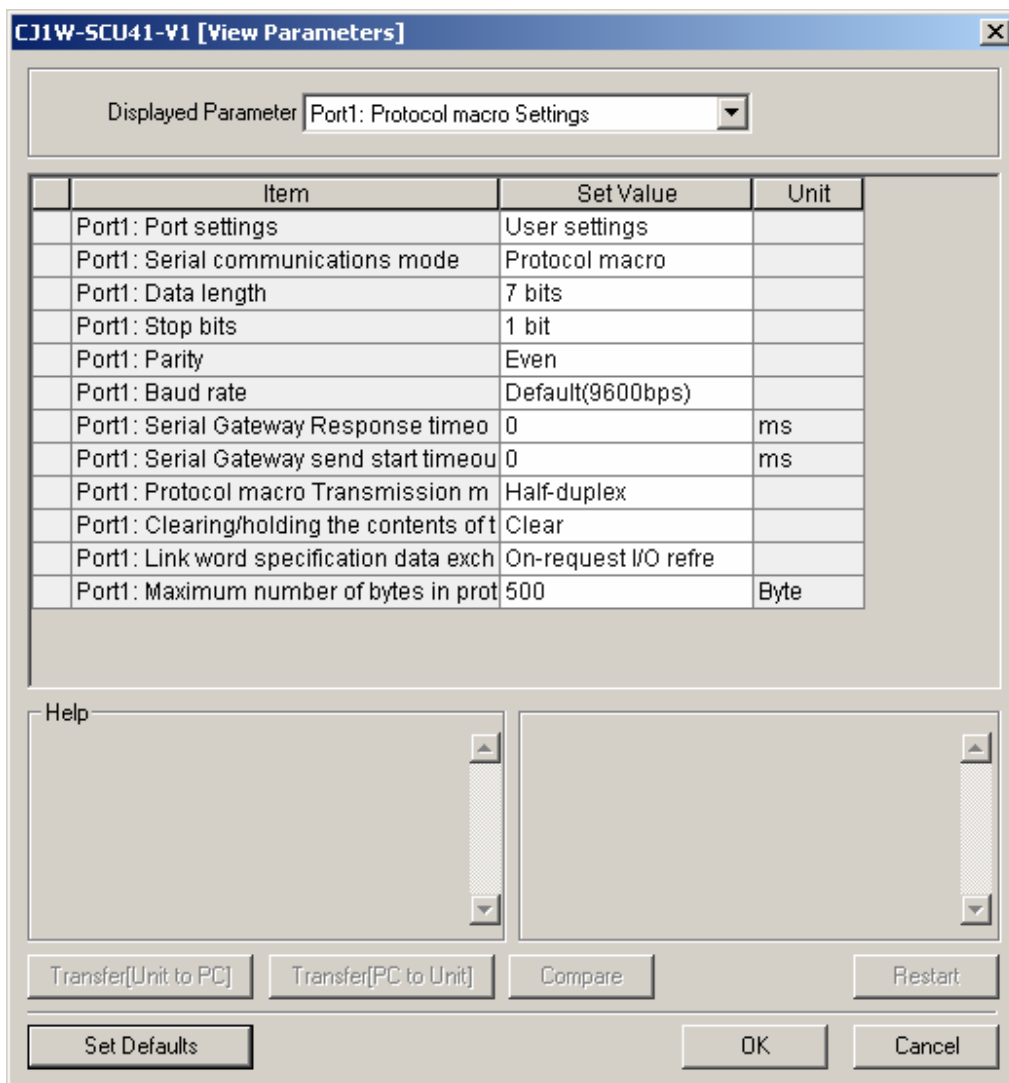 CJ1W-SCU41-V1 [View Parameters]
Displayed Parameter Port1: Protocol macro Settings
Item Set Value Unit
Port1: Port settings User settings
Port1: Serial communications mode Protocol macro
Port1: Data length 7 bits
Port1: Stop bits 1 bit
Port1: Parity Even
Port1: Baud rate Default(9600bps)
Port1: Serial Gateway Response timeo 0 ms
Port1: Serial Gateway send start timeou 0 ms
Port1: Protocol macro Transmission m Half-duplex
Port1: Clearing/holding the contents of t Clear
Port1: Link word specification data exch On-request I/O refre
Port1: Maximum number of bytes in prot 500 Byte
Help
Transfer[Unit to PC] Transfer[PC to Unit] Compare Restart
Set Defaults OK Cancel